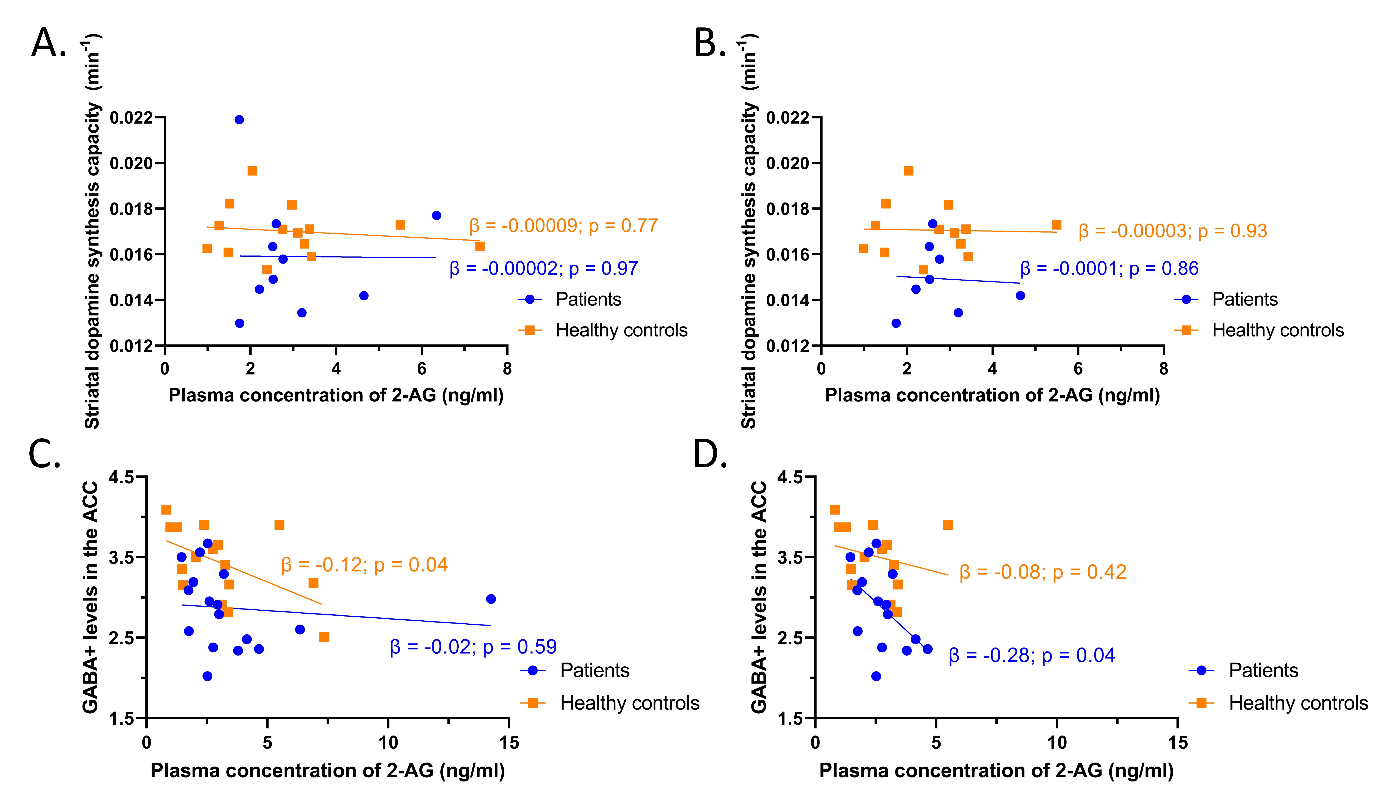 A.
Striatal dopamine synthesis capacity (min-1)
0.022
0.020
0.018
0.016
0.014
0.012
β = -0.00009; p = 0.77
β = -0.00002; p = 0.97
Patients
Healthy controls
0 2 4 6 8
Plasma concentration of 2-AG (ng/ml)
B.
Striatal dopamine synthesis capacity (min-1)
0.022
0.020
0.018
0.016
0.014
0.012
β = -0.00003; p = 0.93
β = -0.0001; p = 0.86
Patients
Healthy controls
0 2 4 6 8
Plasma concentration of 2-AG (ng/ml)
C.
GABA+ levels in the ACC
4.5
3.5
2.5
1.5
β = -0.12; p = 0.04
β = -0.02; p = 0.59
Patients
Healthy controls
0 5 10 15
Plasma concentration of 2-AG (ng/ml)
D.
GABA+ levels in the ACC
4.5
3.5
2.5
1.5
β = -0.08; p = 0.42
β = -0.28; p = 0.04
Patients
Healthy controls
0 5 10 15
Plasma concentration of 2-AG (ng/ml)